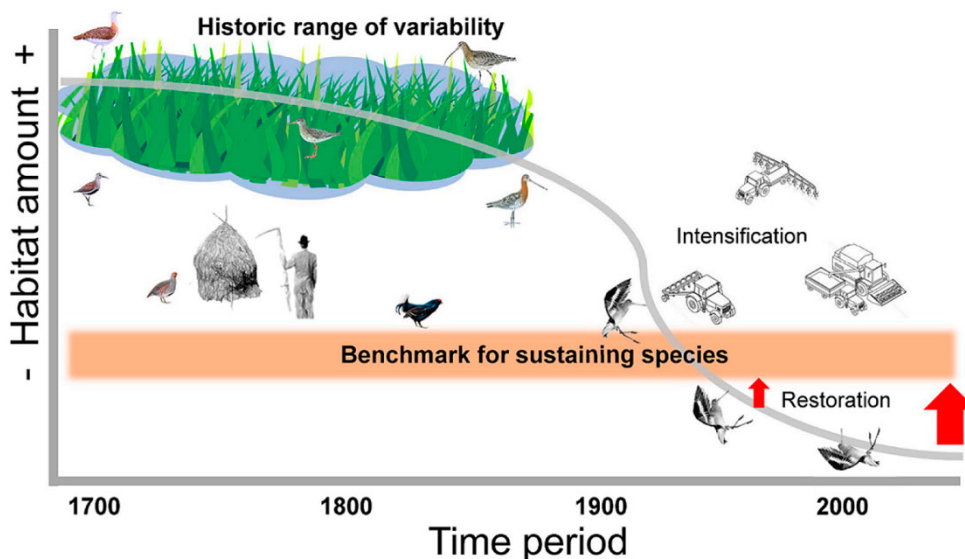 Historic range of variability
- Habitat amount +
Intensification
Benchmark for sustaining species
Restoration
1700
1800
1900
2000
Time period